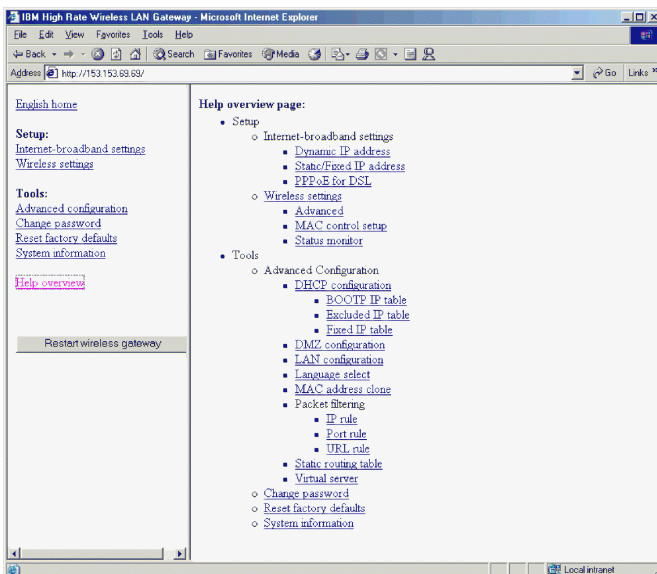 IBM High Rate Wireless LAN Gateway - Microsoft Internet Explorer
File Edit View Favorites Tools Help
Back Search Favorites Media
Address http://153.153.69.69/ Go Links »
English home
Setup:
Internet-broadband settings
Wireless settings
Tools:
Advanced configuration
Change password
Reset factory defaults
System information
Help overview
Restart wireless gateway
Help overview page:
Setup
Internet-broadband settings
Dynamic IP address
Static/Fixed IP address
PPPoE for DSL
Wireless settings
Advanced
MAC control setup
Status monitor
Tools
Advanced Configuration
DHCP configuration
BOOTP IP table
Excluded IP table
Fixed IP table
DMZ configuration
LAN configuration
Language select
MAC address clone
Packet filtering
IP rule
Port rule
URL rule
Static routing table
Virtual server
Change password
Reset factory defaults
System information
Local intranet